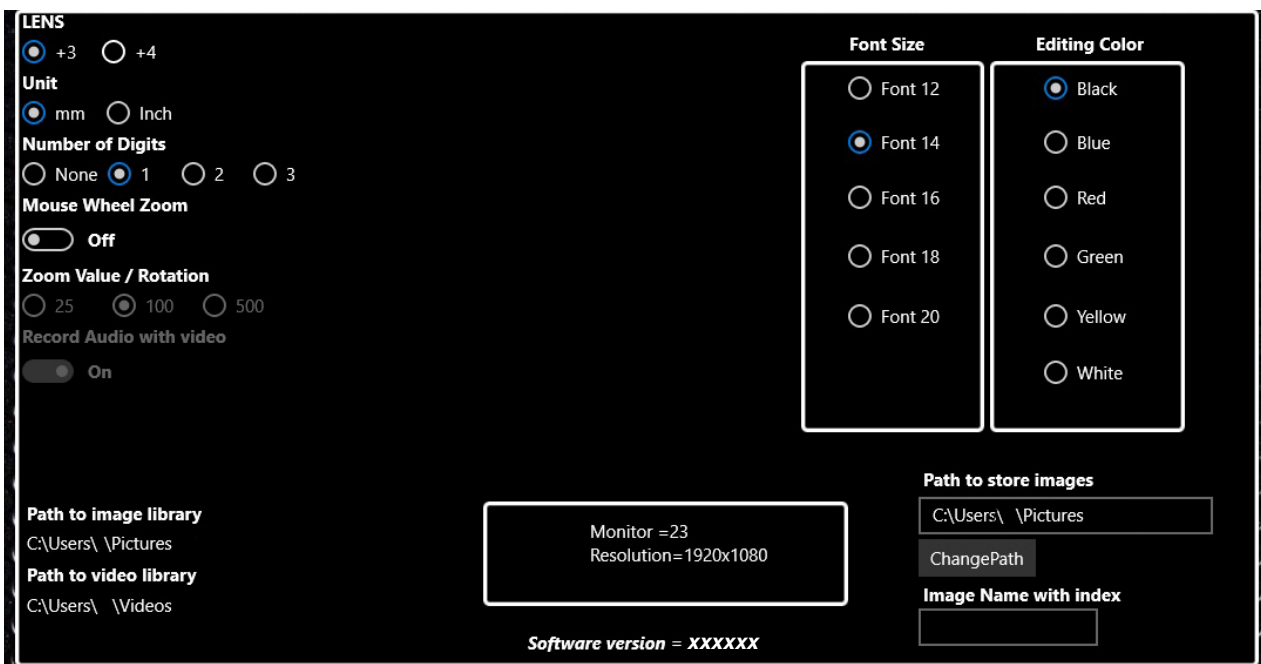 LENS
+3 +4
Unit
mm Inch
Number of Digits
None 1 2 3
Mouse Wheel Zoom
Off
Zoom Value / Rotation
25 100 500
Record Audio with video
On
Font Size
Font 12
Font 14
Font 16
Font 18
Font 20
Editing Color
Black
Blue
Red
Green
Yellow
White
Path to image library
C:\Users\ \Pictures
Path to video library
C:\Users\ \Videos
Monitor =23
Resolution=1920x1080
Software version = XXXXXX
Path to store images
C:\Users\ \Pictures
ChangePath
Image Name with index